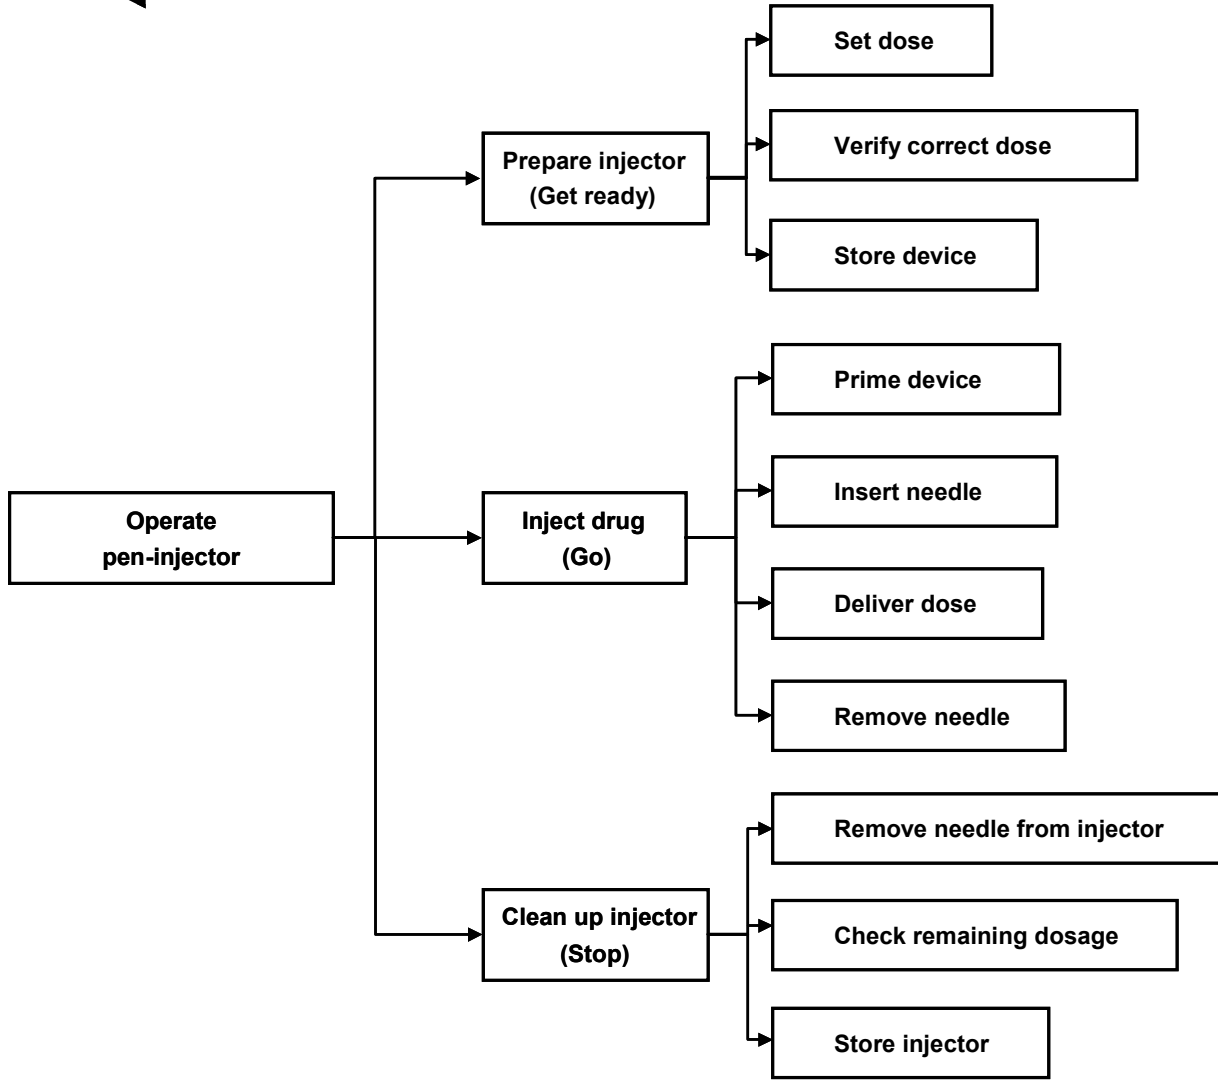 Operate
pen-injector
Prepare injector
(Get ready)
Set dose
Verify correct dose
Store device
Inject drug
(Go)
Prime device
Insert needle
Deliver dose
Remove needle
Clean up injector
(Stop)
Remove needle from injector
Check remaining dosage
Store injector